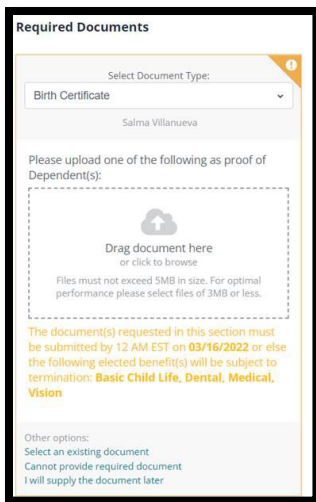 Required Documents
Select Document Type:
Birth Certificate
Salma Villanueva
Please upload one of the following as proof of
Dependent(s):
Drag document here
or click to browse
Files must not exceed 5MB in size. For optimal
performance please select files of 3MB or less.
The document(s) requested in this section must
be submitted by 12 AM EST on 03/16/2022 or else
the following elected benefit(s) will be subject to
termination: Basic Child Life, Dental, Medical,
Vision
Other options:
Select an existing document
Cannot provide required document
I will supply the document later